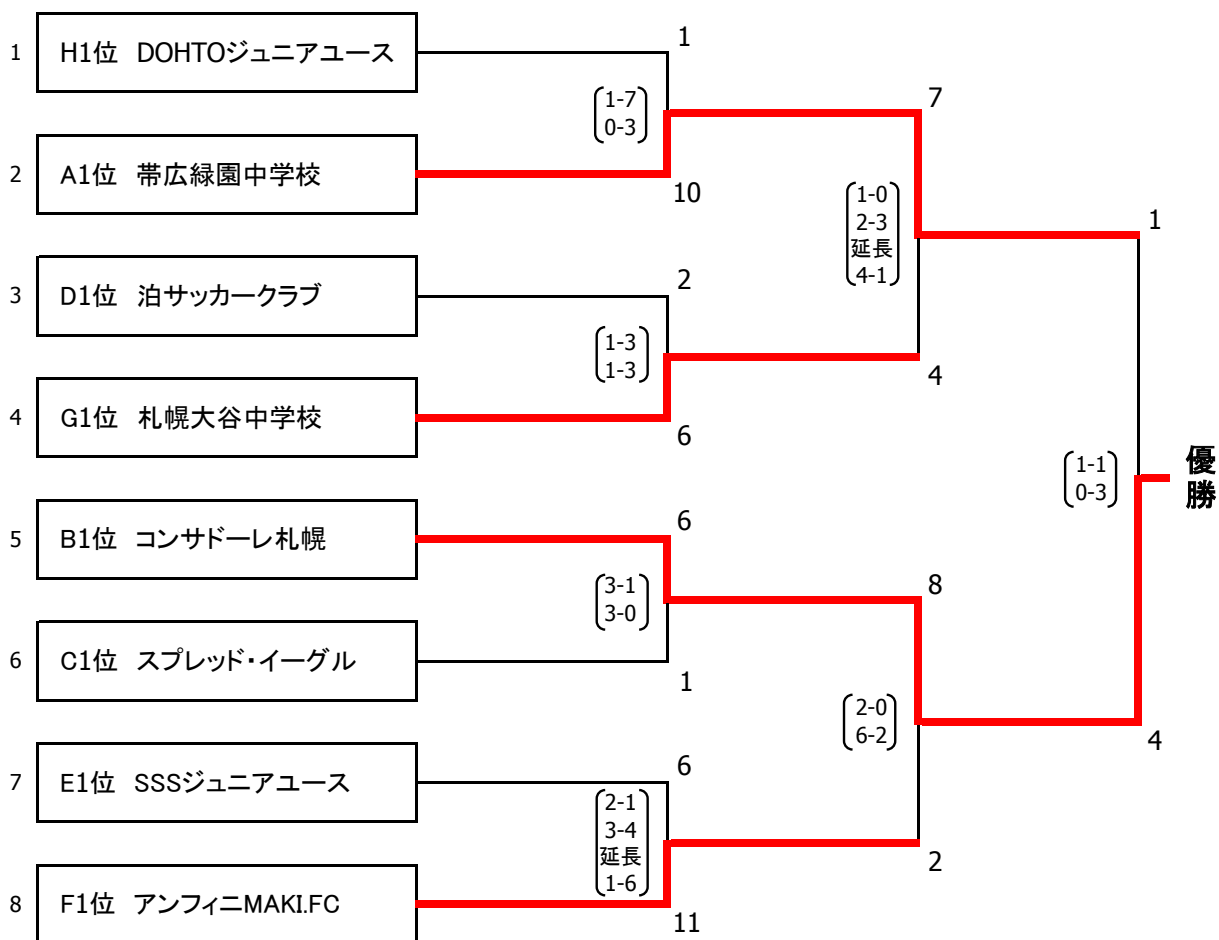 1 H1位 DOHTOジュニアユース
1
1-7
0-3
7
2 A1位 帯広緑園中学校
10
1-0
2-3
延長
4-1
1
3 D1位 泊サッカークラブ
2
1-3
1-3
4
4 G1位 札幌大谷中学校
6
1-1
0-3
優勝
5 B1位 コンサドーレ札幌
6
3-1
3-0
8
6 C1位 スプレッド・イーグル
1
2-0
6-2
4
7 E1位 SSSジュニアユース
6
2-1
3-4
延長
1-6
2
8 F1位 アンフィニMAKI.FC
11